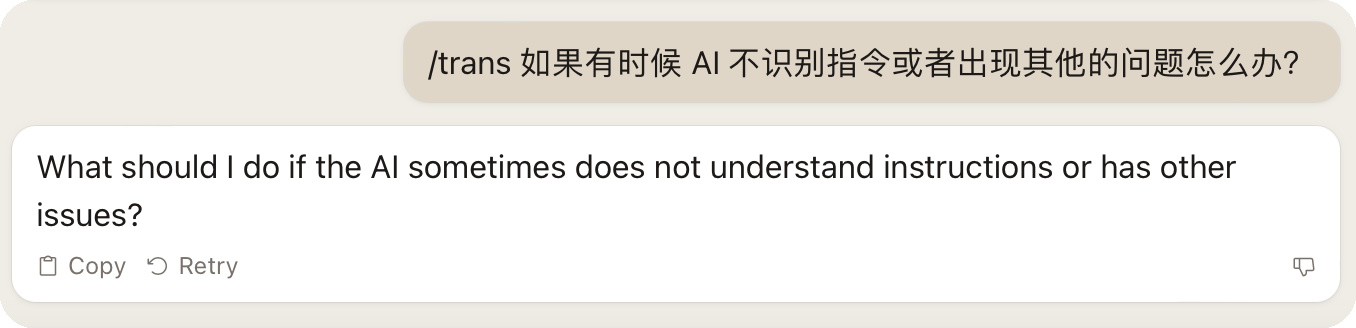 /trans 如果有时候 AI 不识别指令或者出现其他的问题怎么办?
What should I do if the AI sometimes does not understand instructions or has other
issues?
Copy Retry